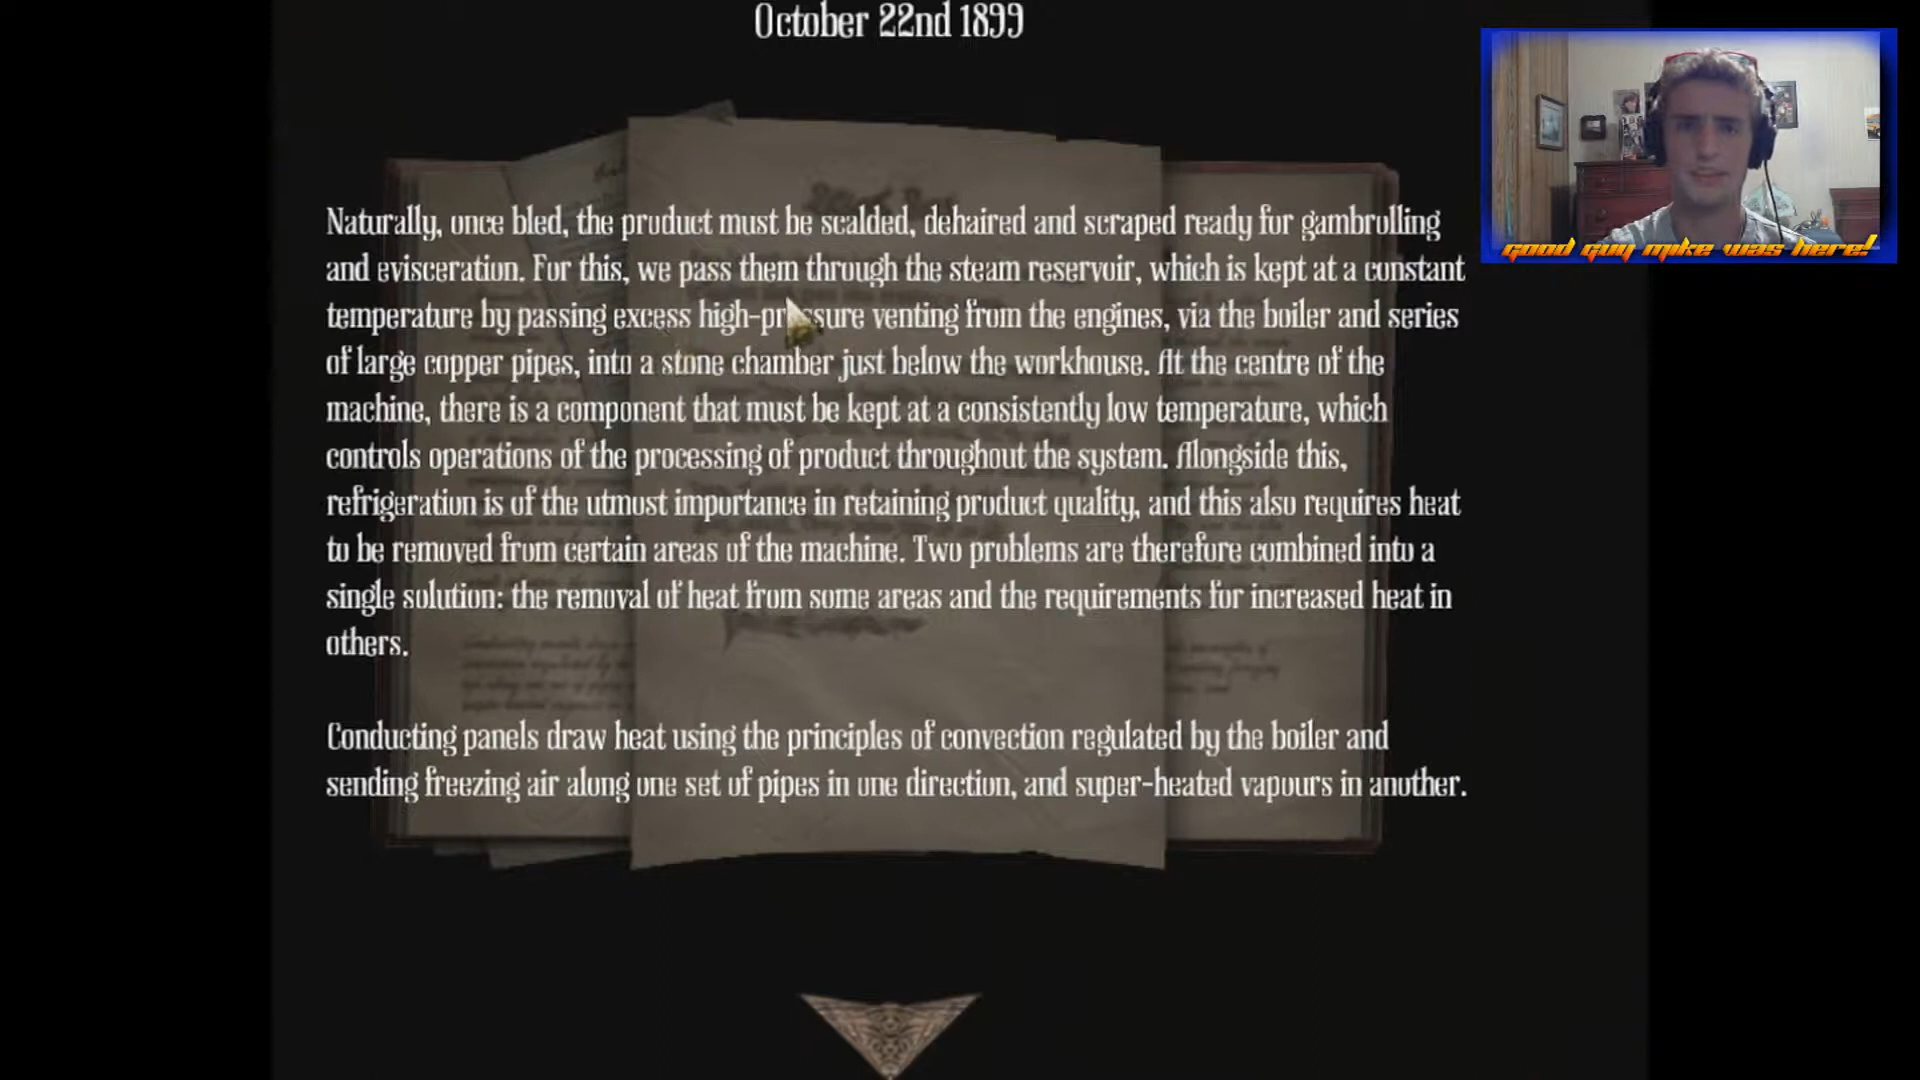 October 22nd 1899
good guy mike was here!
Naturally, once bled, the product must be scalded, dehaired and scraped ready for gambrolling
and evisceration. For this, we pass them through the steam reservoir, which is kept at a constant
temperature by passing excess high-pressure venting from the engines, via the boiler and series
of large copper pipes, into a stone chamber just below the workhouse. At the centre of the
machine, there is a component that must be kept at a consistently low temperature, which
controls operations of the processing of product throughout the system. Alongside this,
refrigeration is of the utmost importance in retaining product quality, and this also requires heat
to be removed from certain areas of the machine. Two problems are therefore combined into a
single solution: the removal of heat from some areas and the requirements for increased heat in
others.
Conducting panels draw heat using the principles of convection regulated by the boiler and
sending freezing air along one set of pipes in one direction, and super-heated vapours in another.